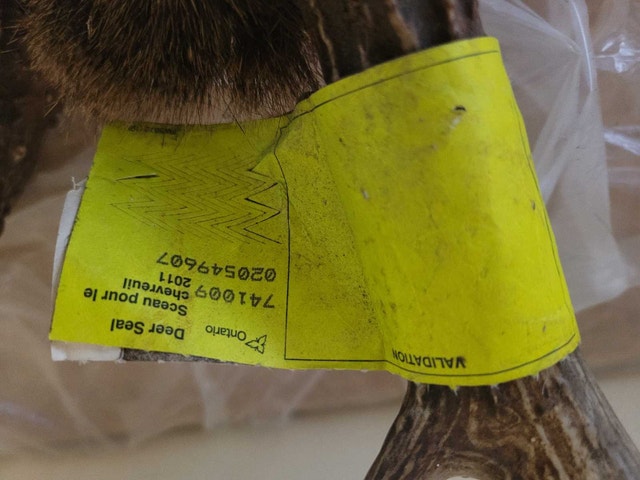 VALIDATION
Ontario
Deer Seal
Sceau pour le
chevreuil
2011
741009
020549607